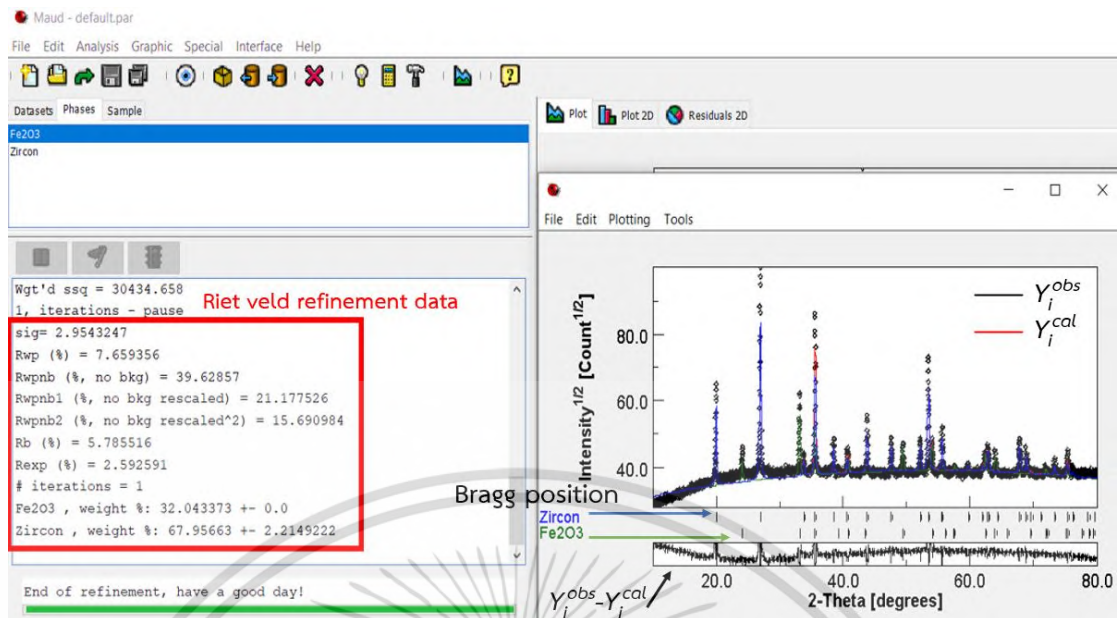 Maud - default.par
File Edit Analysis Graphic Special Interface Help
Datasets Phases Sample
Fe2O3
Zircon
Wgt'd ssq = 30434.658
1, iterations - pause
Riet veld refinement data
sig= 2.9543247
Rwp (%) = 7.659356
Rwpnb (%, no bkg) = 39.62857
Rwpnb1 (%, no bkg rescaled) = 21.177526
Rwpnb2 (%, no bkg rescaled^2) = 15.690984
Rb (%) = 5.785516
Rexp (%) = 2.592591
# iterations = 1
Fe2O3 , weight %: 32.043373 +- 0.0
Zircon , weight %: 67.95663 +- 2.2149222
End of refinement, have a good day!
Plot Plot 2D Residuals 2D
File Edit Plotting Tools
Intensity^1/2 [Count^1/2]
80.0
60.0
40.0
Y_i^obs
Y_i^cal
Bragg position
Zircon
Fe2O3
20.0 40.0 60.0 80.0
Y_i^obs-Y_i^cal
2-Theta [degrees]